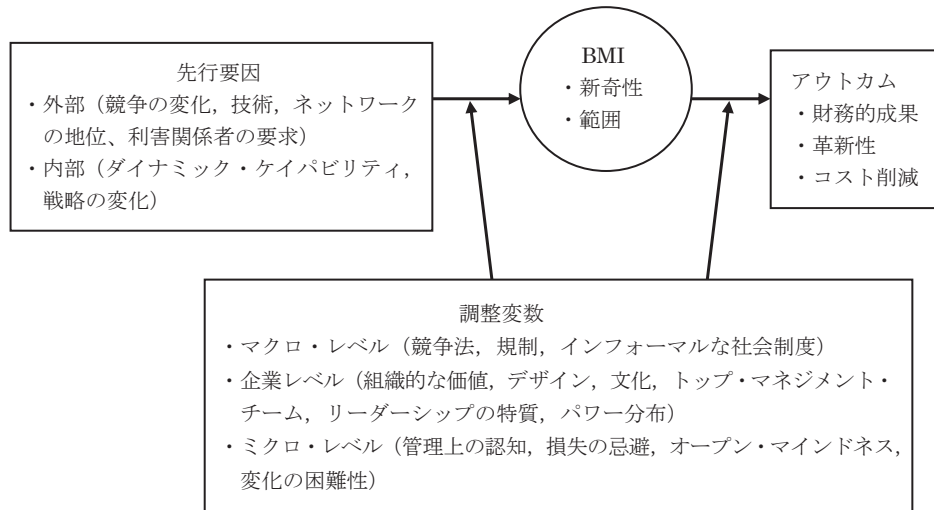 先行要因
・外部（競争の変化，技術，ネットワーク
の地位、利害関係者の要求）
・内部（ダイナミック・ケイパビリティ，
戦略の変化）
BMI
・新奇性
・範囲
アウトカム
・財務的成果
・革新性
・コスト削減
調整変数
・マクロ・レベル（競争法，規制，インフォーマルな社会制度）
・企業レベル（組織的な価値，デザイン，文化，トップ・マネジメント・
チーム，リーダーシップの特質，パワー分布）
・ミクロ・レベル（管理上の認知，損失の忌避，オープン・マインドネス，
変化の困難性）